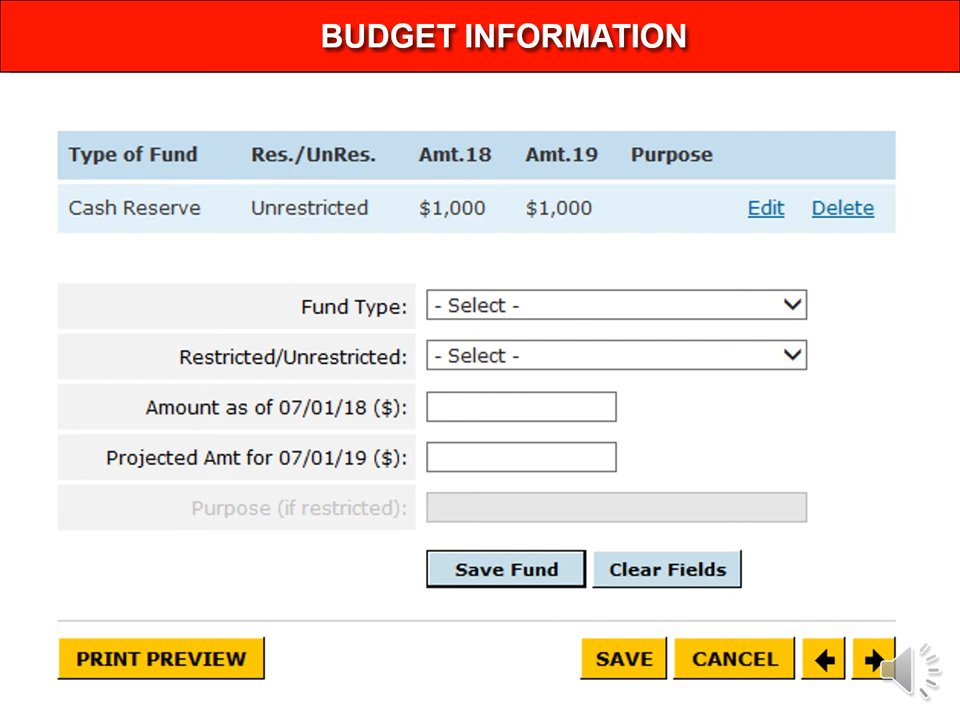 BUDGET INFORMATION
Type of Fund Res./UnRes. Amt.18 Amt.19 Purpose
Cash Reserve Unrestricted $1,000 $1,000 Edit Delete
Fund Type: - Select -
Restricted/Unrestricted: - Select -
Amount as of 07/01/18 ($):
Projected Amt for 07/01/19 ($):
Purpose (if restricted):
Save Fund Clear Fields
PRINT PREVIEW SAVE CANCEL